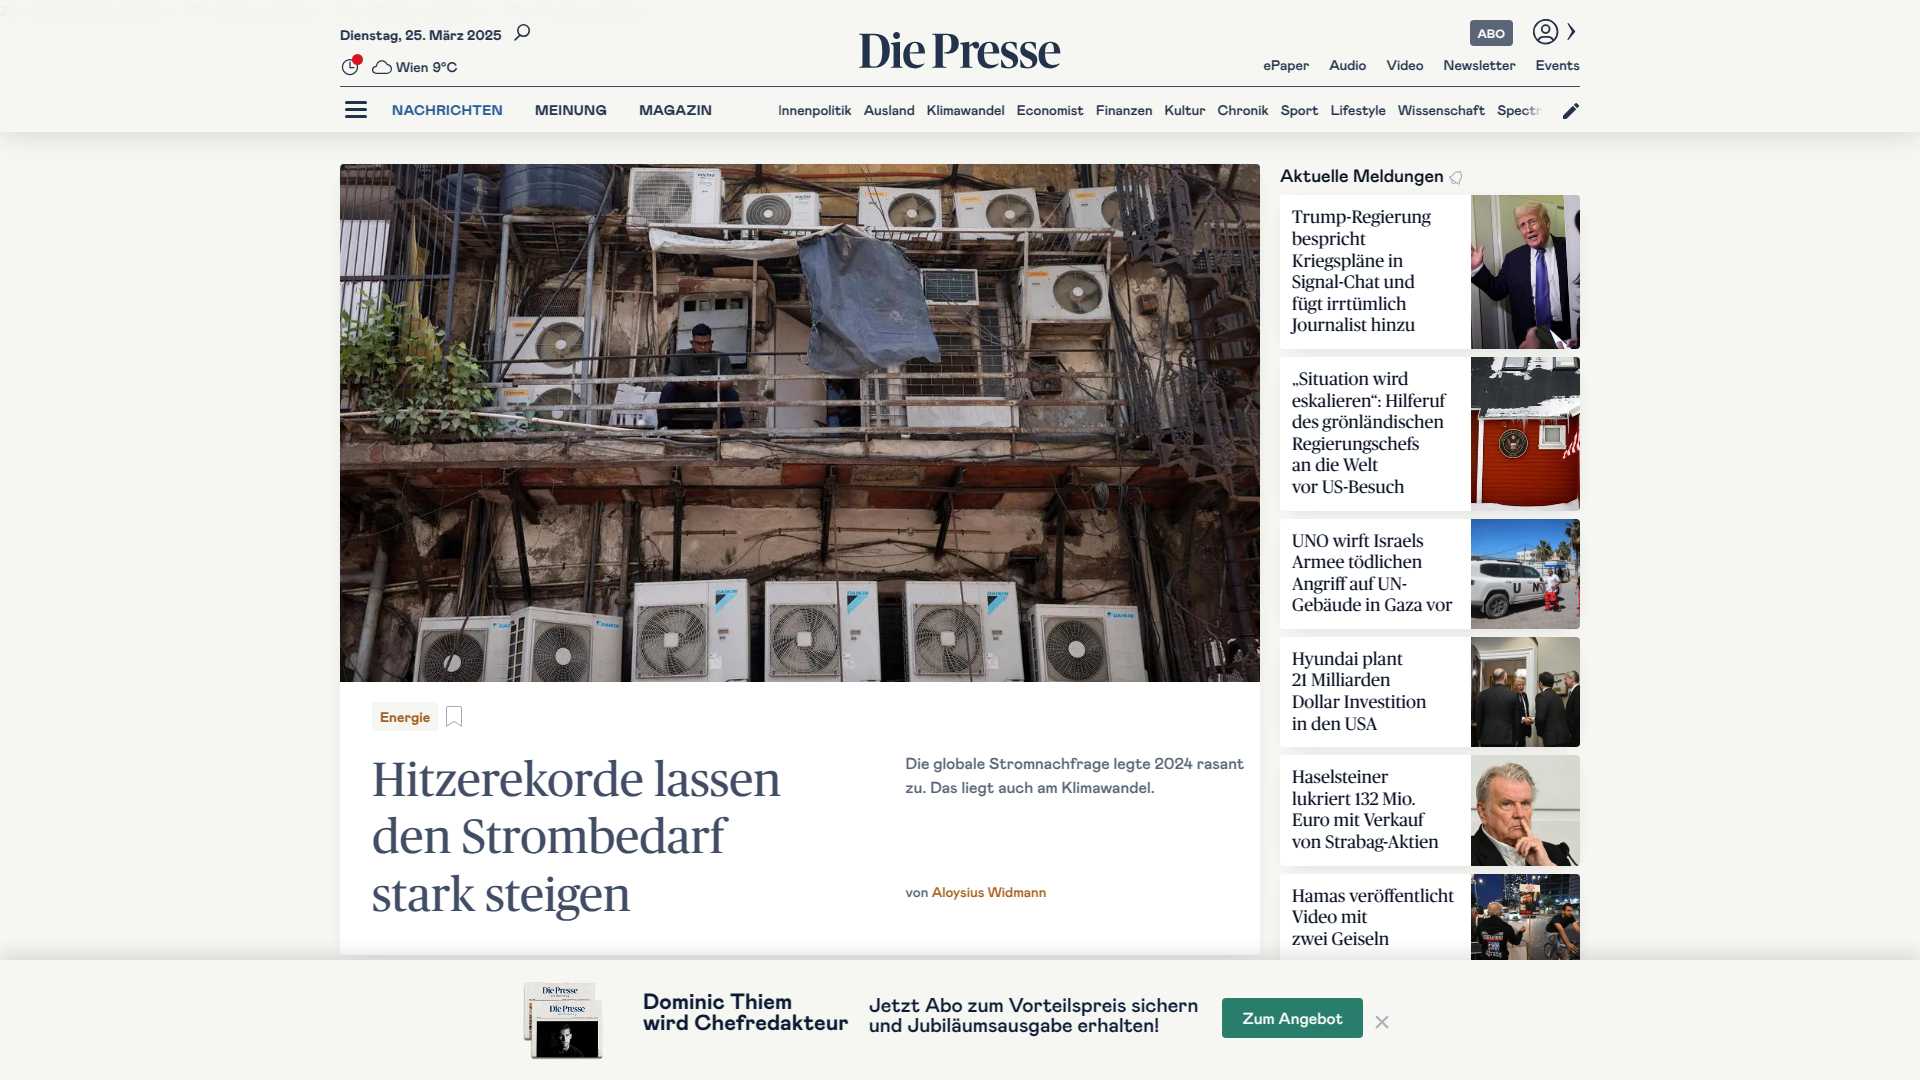 Dienstag, 25. März 2025
Wien 9°C
Die Presse
ABO
ePaper Audio Video Newsletter Events
NACHRICHTEN MEINUNG MAGAZIN
Innenpolitik Ausland Klimawandel Economist Finanzen Kultur Chronik Sport Lifestyle Wissenschaft Spectr
Energie
Hitzerekorde lassen
den Strombedarf
stark steigen
Die globale Stromnachfrage legte 2024 rasant
zu. Das liegt auch am Klimawandel.
von Aloysius Widmann
Aktuelle Meldungen
Trump-Regierung
bespricht
Kriegspläne in
Signal-Chat und
fügt irrtümlich
Journalist hinzu
„Situation wird
eskalieren“: Hilferuf
des grönländischen
Regierungschefs
an die Welt
vor US-Besuch
UNO wirft Israels
Armee tödlichen
Angriff auf UN-
Gebäude in Gaza vor
UN
Hyundai plant
21 Milliarden
Dollar Investition
in den USA
Haselsteiner
lukriert 132 Mio.
Euro mit Verkauf
von Strabag-Aktien
Hamas veröffentlicht
Video mit
zwei Geiseln
Die Presse
Die Presse
Dominic Thiem
wird Chefredakteur
Jetzt Abo zum Vorteilspreis sichern
und Jubiläumsausgabe erhalten!
Zum Angebot